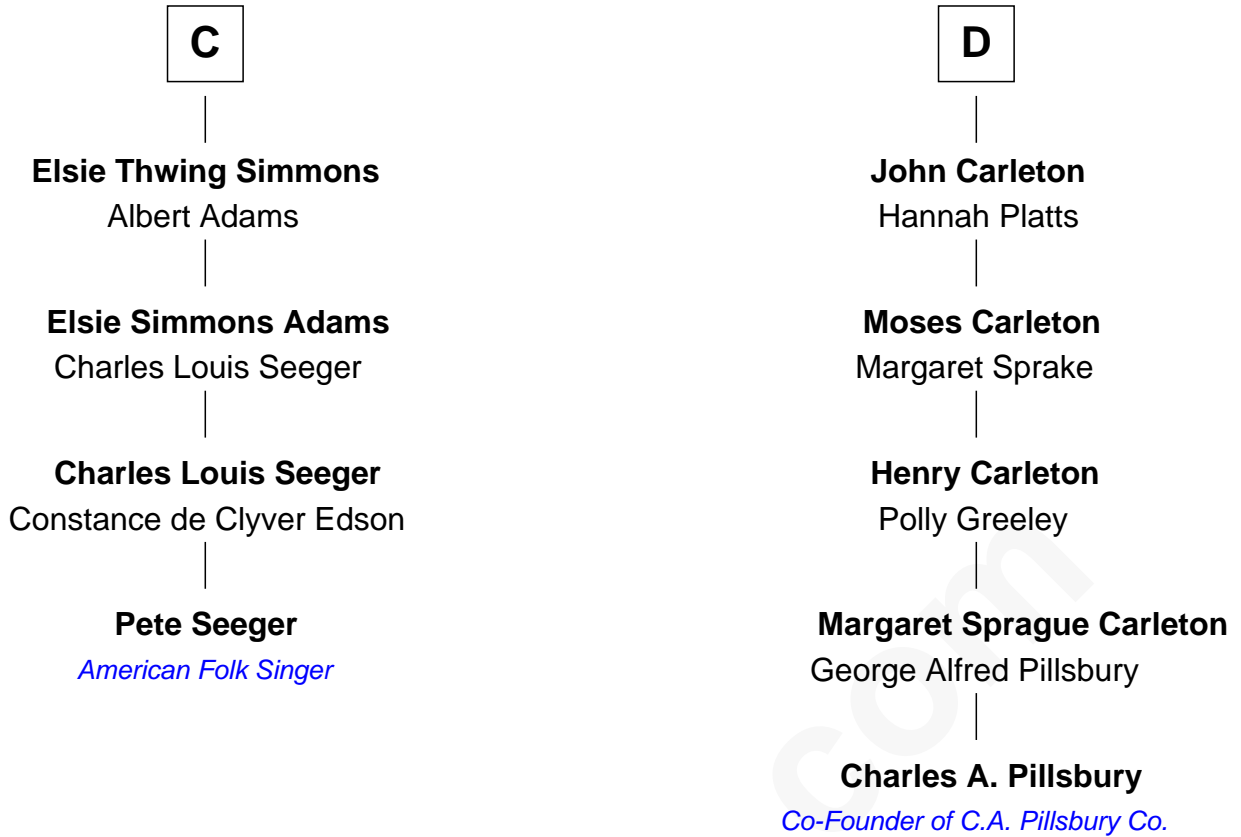 C
Elsie Thwing Simmons
Albert Adams
Elsie Simmons Adams
Charles Louis Seeger
Charles Louis Seeger
Constance de Clyver Edson
Pete Seeger
American Folk Singer
D
John Carleton
Hannah Platts
Moses Carleton
Margaret Sprake
Henry Carleton
Polly Greeley
Margaret Sprague Carleton
George Alfred Pillsbury
Charles A. Pillsbury
Co-Founder of C.A. Pillsbury Co.
com